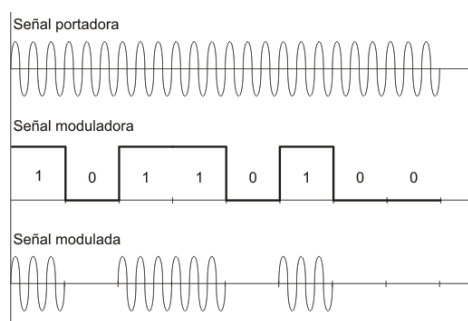 Señal portadora
Señal moduladora
1 0 1 1 0 1 0 0
Señal modulada